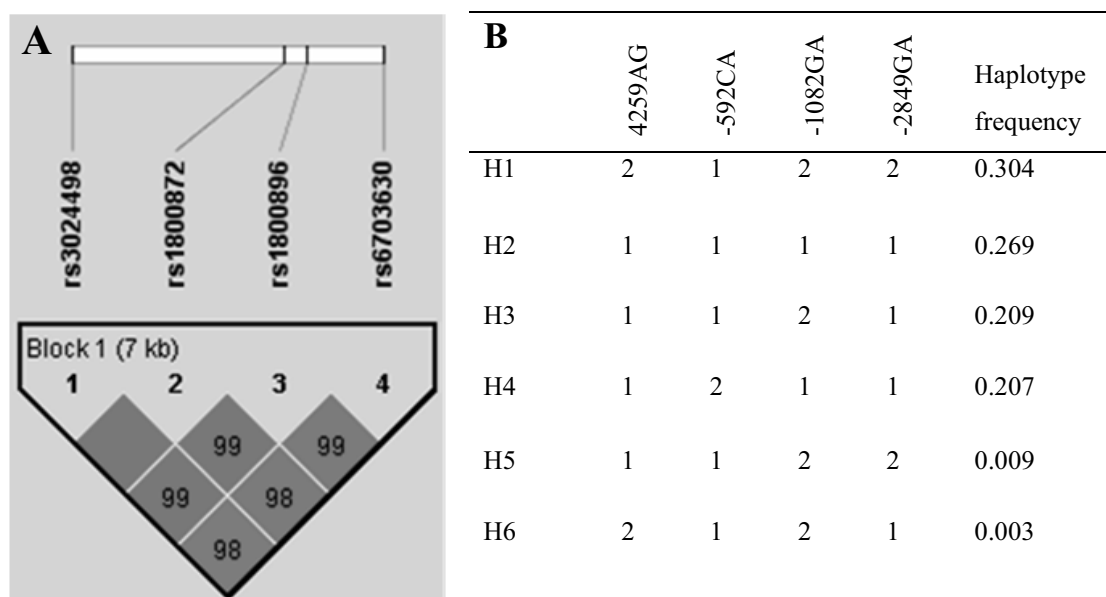 A
rs3024498
rs1800872
rs1800896
rs6703630
Block 1 (7 kb)
1 2 3 4
99 99
99 98
98
B
4259AG -592CA -1082GA -2849GA Haplotype
frequency
H1 2 1 2 2 0.304
H2 1 1 1 1 0.269
H3 1 1 2 1 0.209
H4 1 2 1 1 0.207
H5 1 1 2 2 0.009
H6 2 1 2 1 0.003